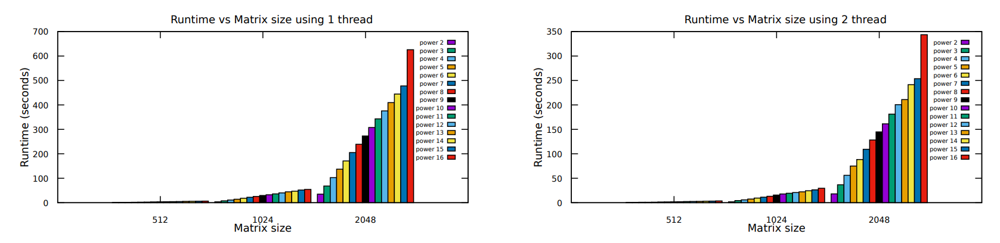 Runtime vs Matrix size using 1 thread
700
600
500
400
300
200
100
0
Runtime (seconds)
power 2
power 3
power 4
power 5
power 6
power 7
power 8
power 9
power 10
power 11
power 12
power 13
power 14
power 15
power 16
512
1024
2048
Matrix size
Runtime vs Matrix size using 2 thread
350
300
250
200
150
100
50
0
Runtime (seconds)
power 2
power 3
power 4
power 5
power 6
power 7
power 8
power 9
power 10
power 11
power 12
power 13
power 14
power 15
power 16
512
1024
2048
Matrix size